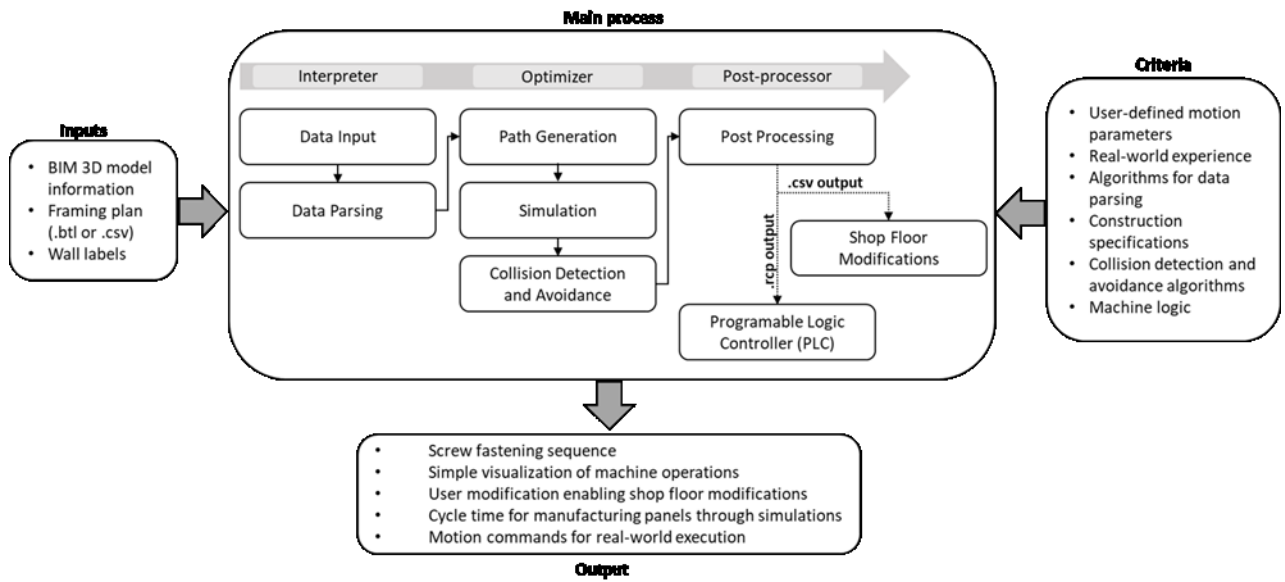 Main process
Interpreter
Optimizer
Post-processor
Data Input
Data Parsing
Path Generation
Simulation
Collision Detection
and Avoidance
Post Processing
.csv output
.rcp output
Shop Floor
Modifications
Programable Logic
Controller (PLC)
Inputs
• BIM 3D model
information
• Framing plan
(.btl or .csv)
• Wall labels
Criteria
• User-defined motion
parameters
• Real-world experience
• Algorithms for data
parsing
• Construction
specifications
• Collision detection and
avoidance algorithms
• Machine logic
• Screw fastening sequence
• Simple visualization of machine operations
• User modification enabling shop floor modifications
• Cycle time for manufacturing panels through simulations
• Motion commands for real-world execution
Output